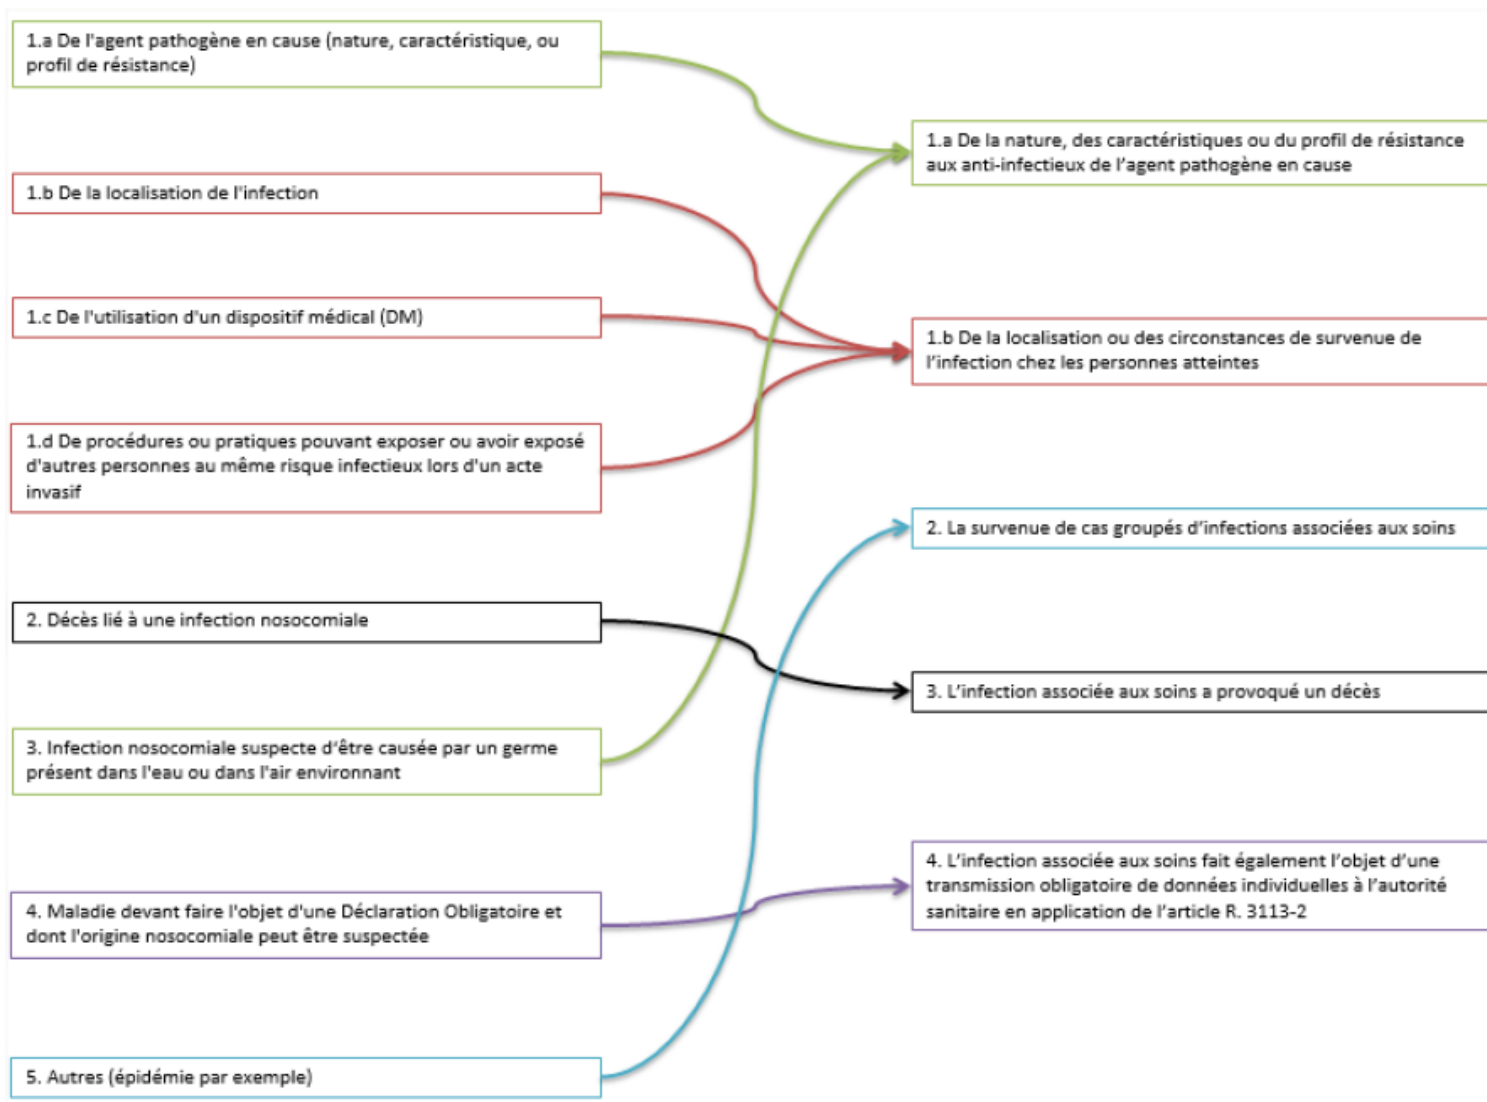 1.a De l'agent pathogène en cause (nature, caractéristique, ou
profil de résistance)
1.b De la localisation de l'infection
1.c De l'utilisation d'un dispositif médical (DM)
1.d De procédures ou pratiques pouvant exposer ou avoir exposé
d'autres personnes au même risque infectieux lors d'un acte
invasif
2. Décès lié à une infection nosocomiale
3. Infection nosocomiale suspecte d’être causée par un germe
présent dans l'eau ou dans l'air environnant
4. Maladie devant faire l'objet d'une Déclaration Obligatoire et
dont l'origine nosocomiale peut être suspectée
5. Autres (épidémie par exemple)
1.a De la nature, des caractéristiques ou du profil de résistance
aux anti-infectieux de l’agent pathogène en cause
1.b De la localisation ou des circonstances de survenue de
l’infection chez les personnes atteintes
2. La survenue de cas groupés d’infections associées aux soins
3. L’infection associée aux soins a provoqué un décès
4. L’infection associée aux soins fait également l’objet d’une
transmission obligatoire de données individuelles à l’autorité
sanitaire en application de l’article R. 3113-2